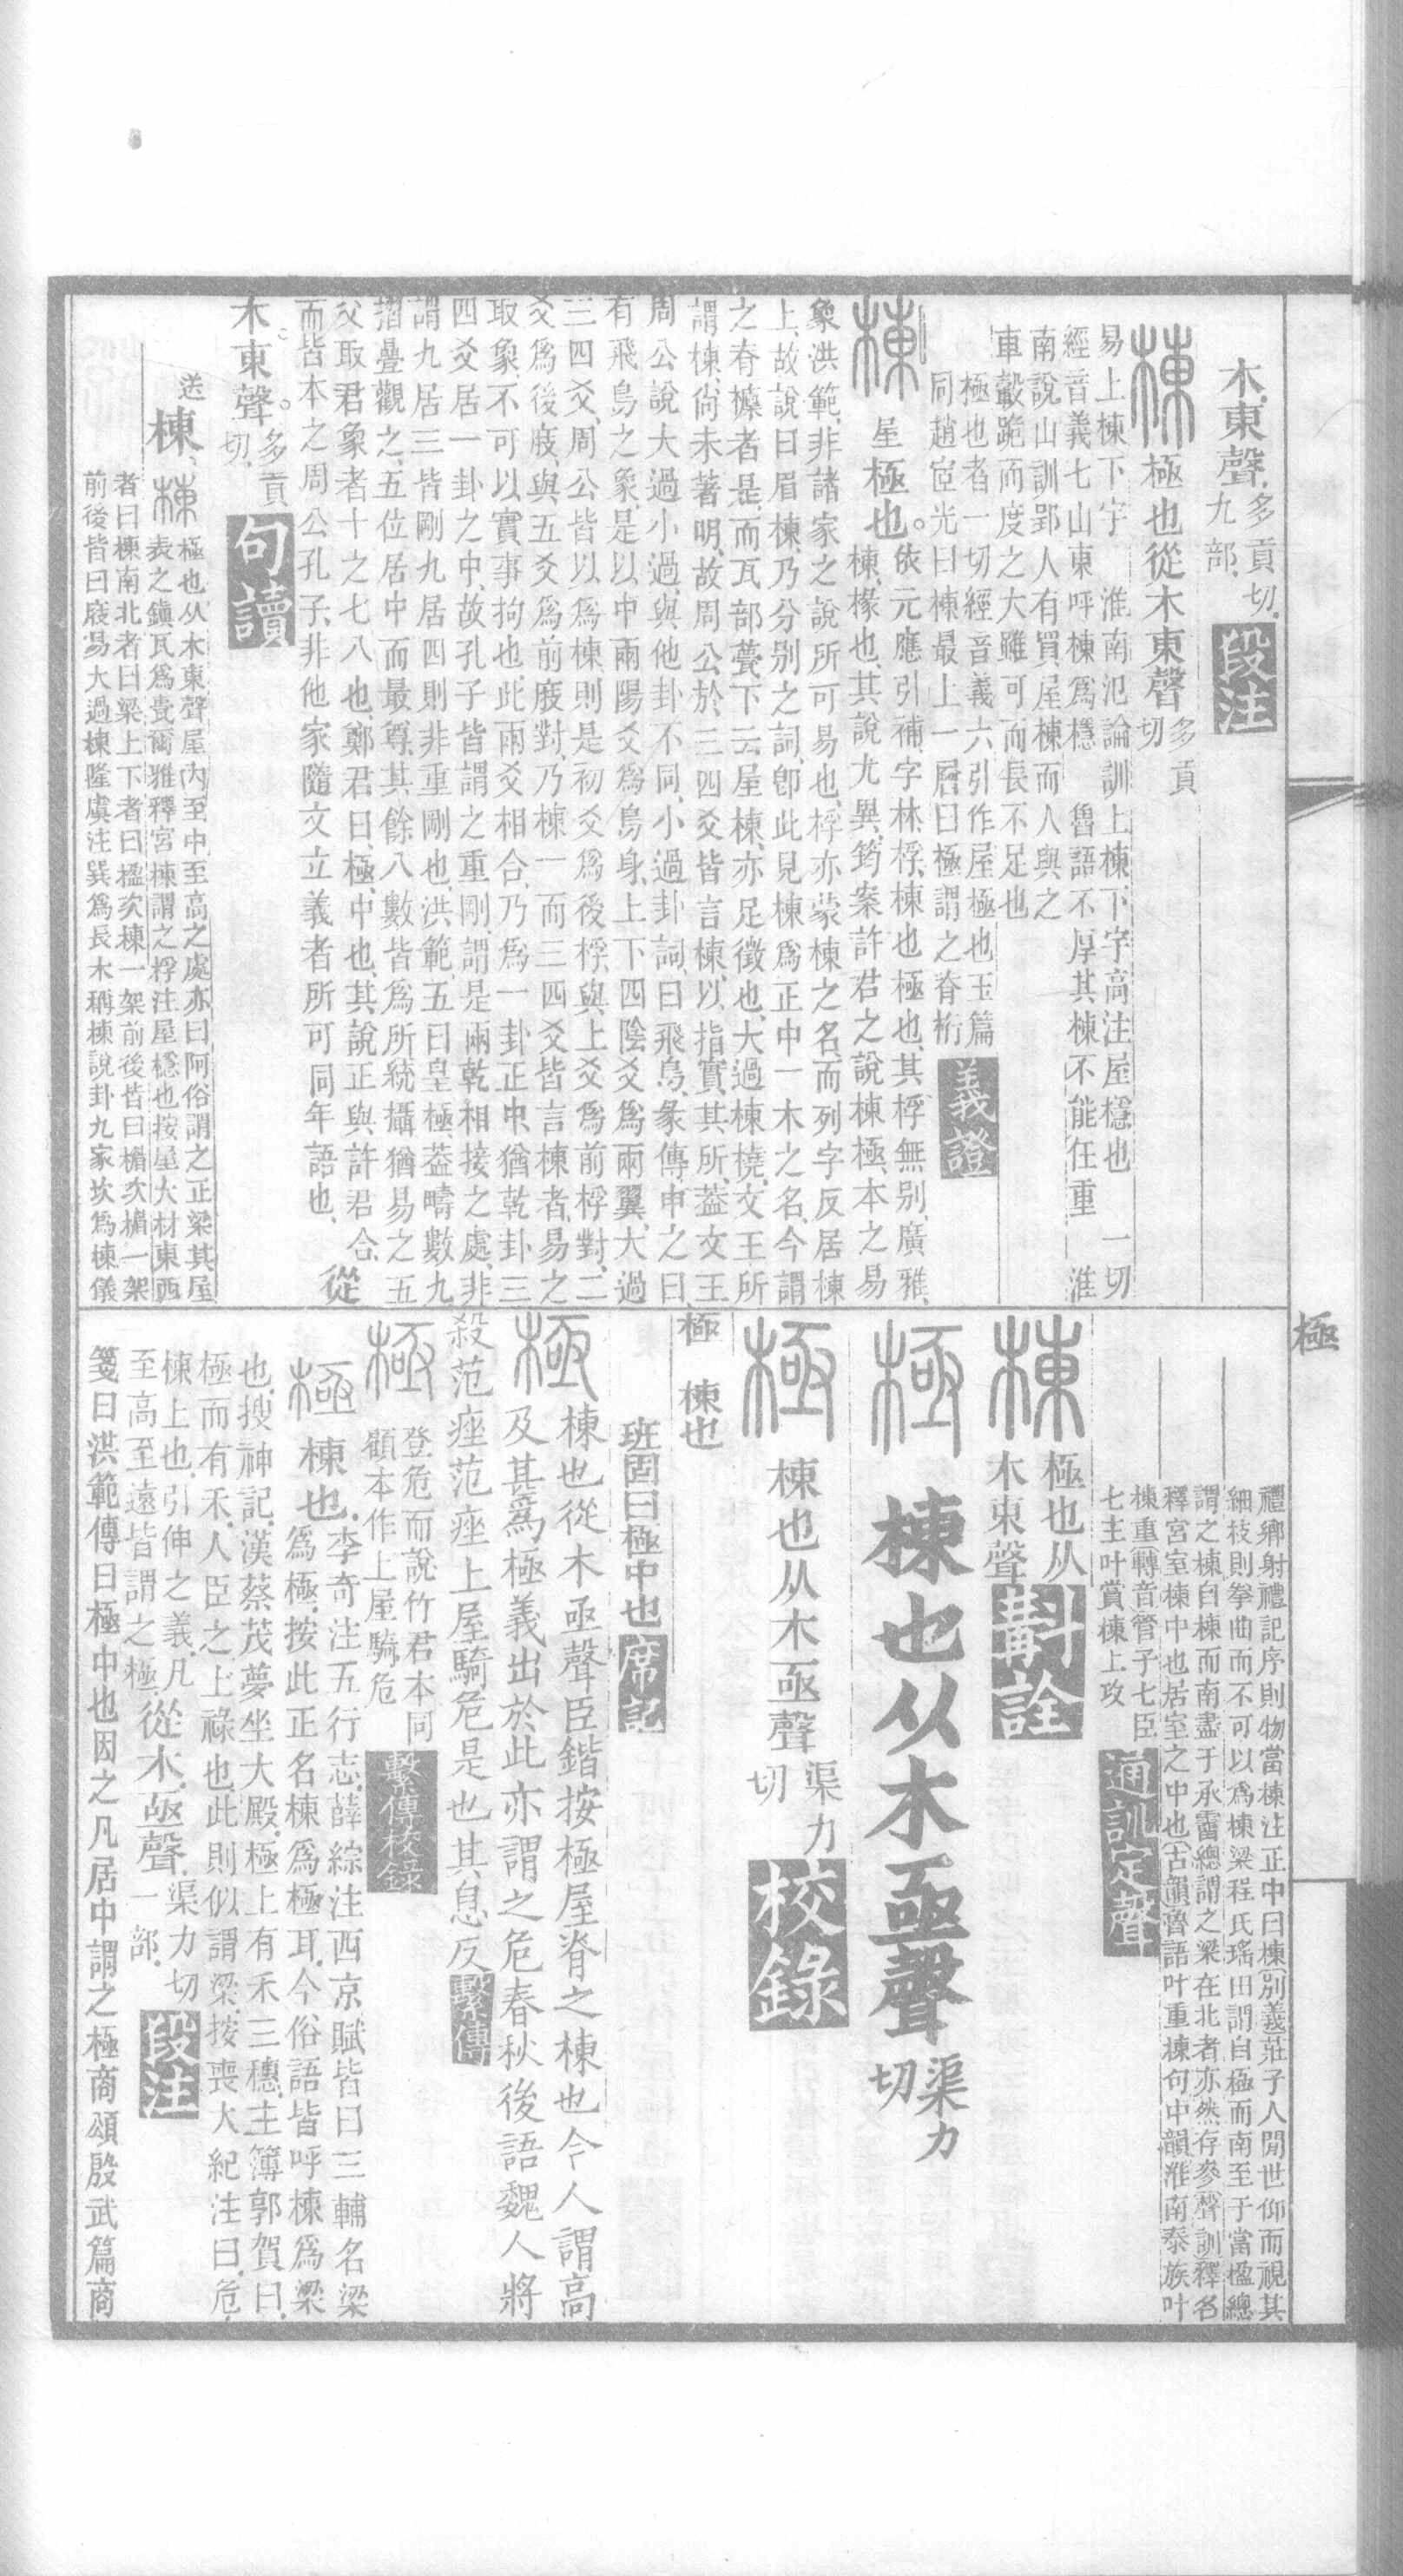 木東聲多貢切
九部段注
棟極也從木東聲多貢
切
易上棟下宇 淮南氾論訓上棟下宇高注屋檼也 一切
經音義七山東呼棟爲檼 魯語不厚其棟不能任重 淮
南說山訓郢人有買屋棟而人與之
車轂跪而度之大雖可而長不足也
極也者一切經音義六引作屋極也玉篇
同趙宧光曰棟最上一層曰極謂之脊桁義證
棟屋極也。依元應引補字林桴棟也極也其桴無别廣雅
棟椽也其說尤異筠案許君之說棟極本之易
象洪範非諸家之說所可易也桴亦蒙棟之名而列字反居棟
上故說曰眉棟乃分别之詞卽此見棟爲正中一木之名今謂
之脊檁者是而瓦部甍下云屋棟亦足徵也大過棟橈文王所
謂棟尙未著明故周公於三四爻皆言棟以指實其所葢文王
周公說大過小過與他卦不同小過卦詞曰飛鳥彖傳申之曰
有飛鳥之象是以中兩陽爻爲鳥身上下四陰爻爲兩翼大過
三四爻周公皆以爲棟則是初爻爲後桴與上爻爲前桴對二
爻爲後庪與五爻爲前庪對乃棟一而三四爻皆言棟者易之
取象不可以實事拘也此兩爻相合乃爲一卦正中猶乾卦三
四爻居一卦之中故孔子皆謂之重剛謂是兩乾相接之處非
謂九居三皆剛九居四則非重剛也洪範五曰皇極葢疇數九
摺疊觀之五位居中而最尊其餘八數皆爲所統攝猶易之五
父取君象者十之七八也鄭君曰極中也其說正與許君合從
而皆本之周公孔子非他家隨文立義者所可同年語也
木東聲。多貢
切句讀
送棟棟極也从木東聲屋內至中至高之處亦曰阿俗謂之正梁其屋
表之鎭瓦爲甍爾雅釋宮棟謂之桴注屋檼也按屋大材東西
者曰棟南北者曰梁上下者曰楹次棟一架前後皆曰楣次楣一架
前後皆曰庪易大過棟隆虞注巽爲長木稱棟說卦九家坎爲棟儀
極
禮鄉射禮記序則物當棟注正中曰棟別義莊子人閒世仰而視其
細枝則拳曲而不可以爲棟梁程氏瑤田謂自極而南至于當楹總
謂之棟自棟而南盡于承霤總謂之梁在北者亦然存參聲訓釋名
釋宮室棟中也居室之中也古韻魯語叶重棟句中韻淮南泰族叶
棟重轉音管子七臣
七主叶賞棟上攻通訓定聲
棟極也从
木東聲斠詮
極棟也从木亟聲渠力
切
極棟也从木亟聲渠力
切校錄
極 棟也
班固曰極中也席記
極棟也從木亟聲臣鍇按極屋脊之棟也今人謂高
及甚爲極義出於此亦謂之危春秋後語魏人將
殺范痤范痤上屋騎危是也其息反繫傳
極登危而說竹君本同
顧本作上屋騎危繫傳校錄
極棟也李奇注五行志薛綜注西京賦皆曰三輔名梁
爲極按此正名棟爲極耳今俗語皆呼棟爲梁
也搜神記漢蔡茂夢坐大殿極上有禾三穗主簿郭賀曰
極而有禾人臣之上祿也此則似謂梁按喪大紀注曰危
棟上也引伸之義凡
至高至遠皆謂之極從木亟聲渠力切
一部段注
箋曰洪範傳曰極中也因之凡居中謂之極商頌殷武篇商